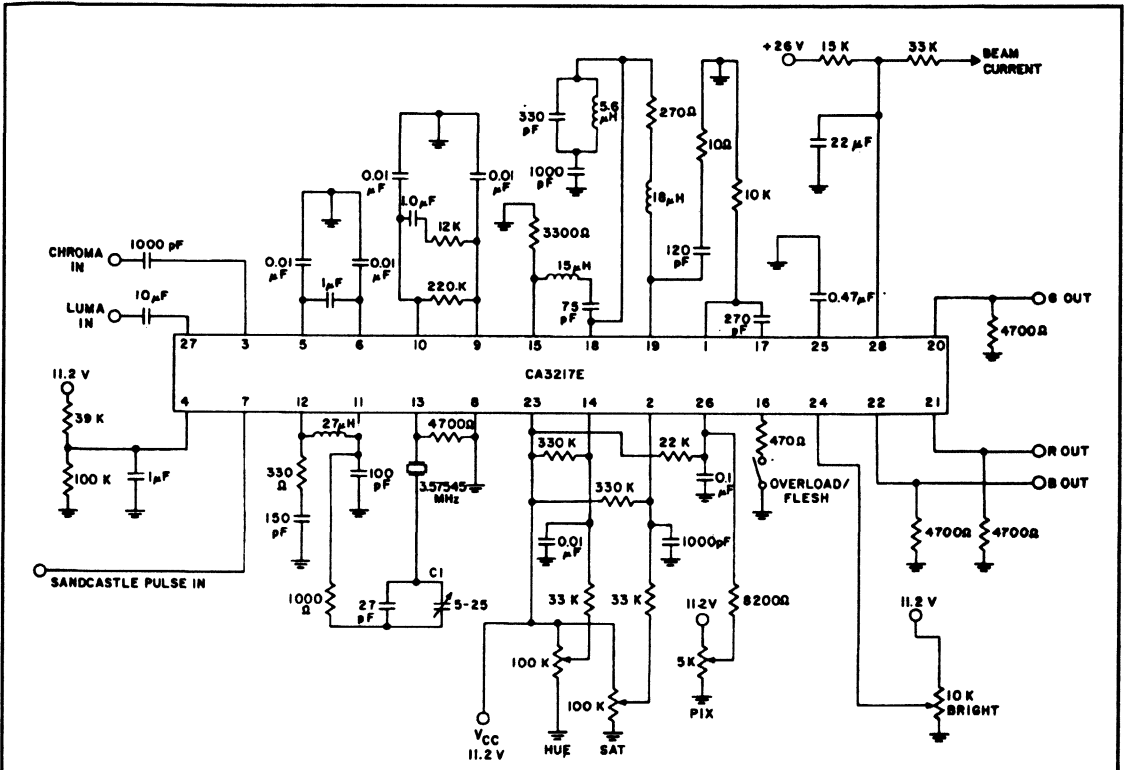 +26 V
15 K
33 K
BEAM
CURRENT
330
pF
5.6
μH
270Ω
10Ω
22 μF
0.01
μF
0.01
μF
1000
pF
18μH
10 K
1.0 μF
3300Ω
12K
120
pF
CHROMA
IN
1000 pF
0.01
μF
0.01
μF
1μF
220K
15μH
75
pF
270
pF
0.47μF
LUMA
IN
10μF
G OUT
4700Ω
27
3
5
6
10
9
15
18
19
1
17
25
28
20
CA3217E
4
7
12
11
13
8
23
14
2
26
16
24
22
21
11.2 V
39 K
100 K
1μF
27μH
330
Ω
100
pF
150
pF
4700Ω
3.57545
MHz
330 K
22 K
330 K
0.1
μF
470Ω
OVERLOAD/
FLESH
R OUT
B OUT
4700Ω
4700Ω
0.01
μF
1000pF
SANDCASTLE PULSE IN
1000
Ω
27
pF
C1
5-25
33 K
33 K
11.2V
8200Ω
11.2 V
100 K
5K
100 K
PIX
10 K
BRIGHT
VCC
11.2 V
HUE
SAT